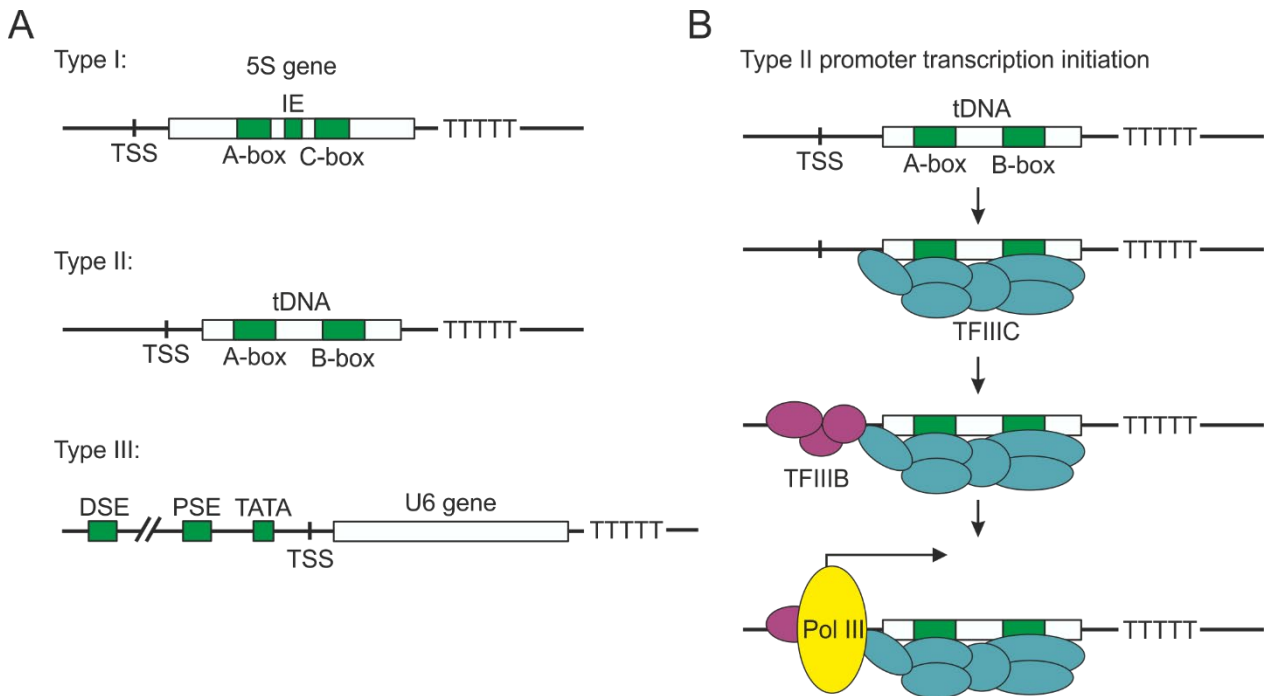 A
Type I:
5S gene
IE
TTTTT
TSS
A-box
C-box
Type II:
tDNA
TTTTT
TSS
A-box
B-box
Type III:
DSE
PSE
TATA
U6 gene
TTTTT
TSS
B
Type II promoter transcription initiation
tDNA
TTTTT
TSS
A-box
B-box
TTTTT
TFIIIC
TTTTT
TFIIIB
Pol III
TTTTT